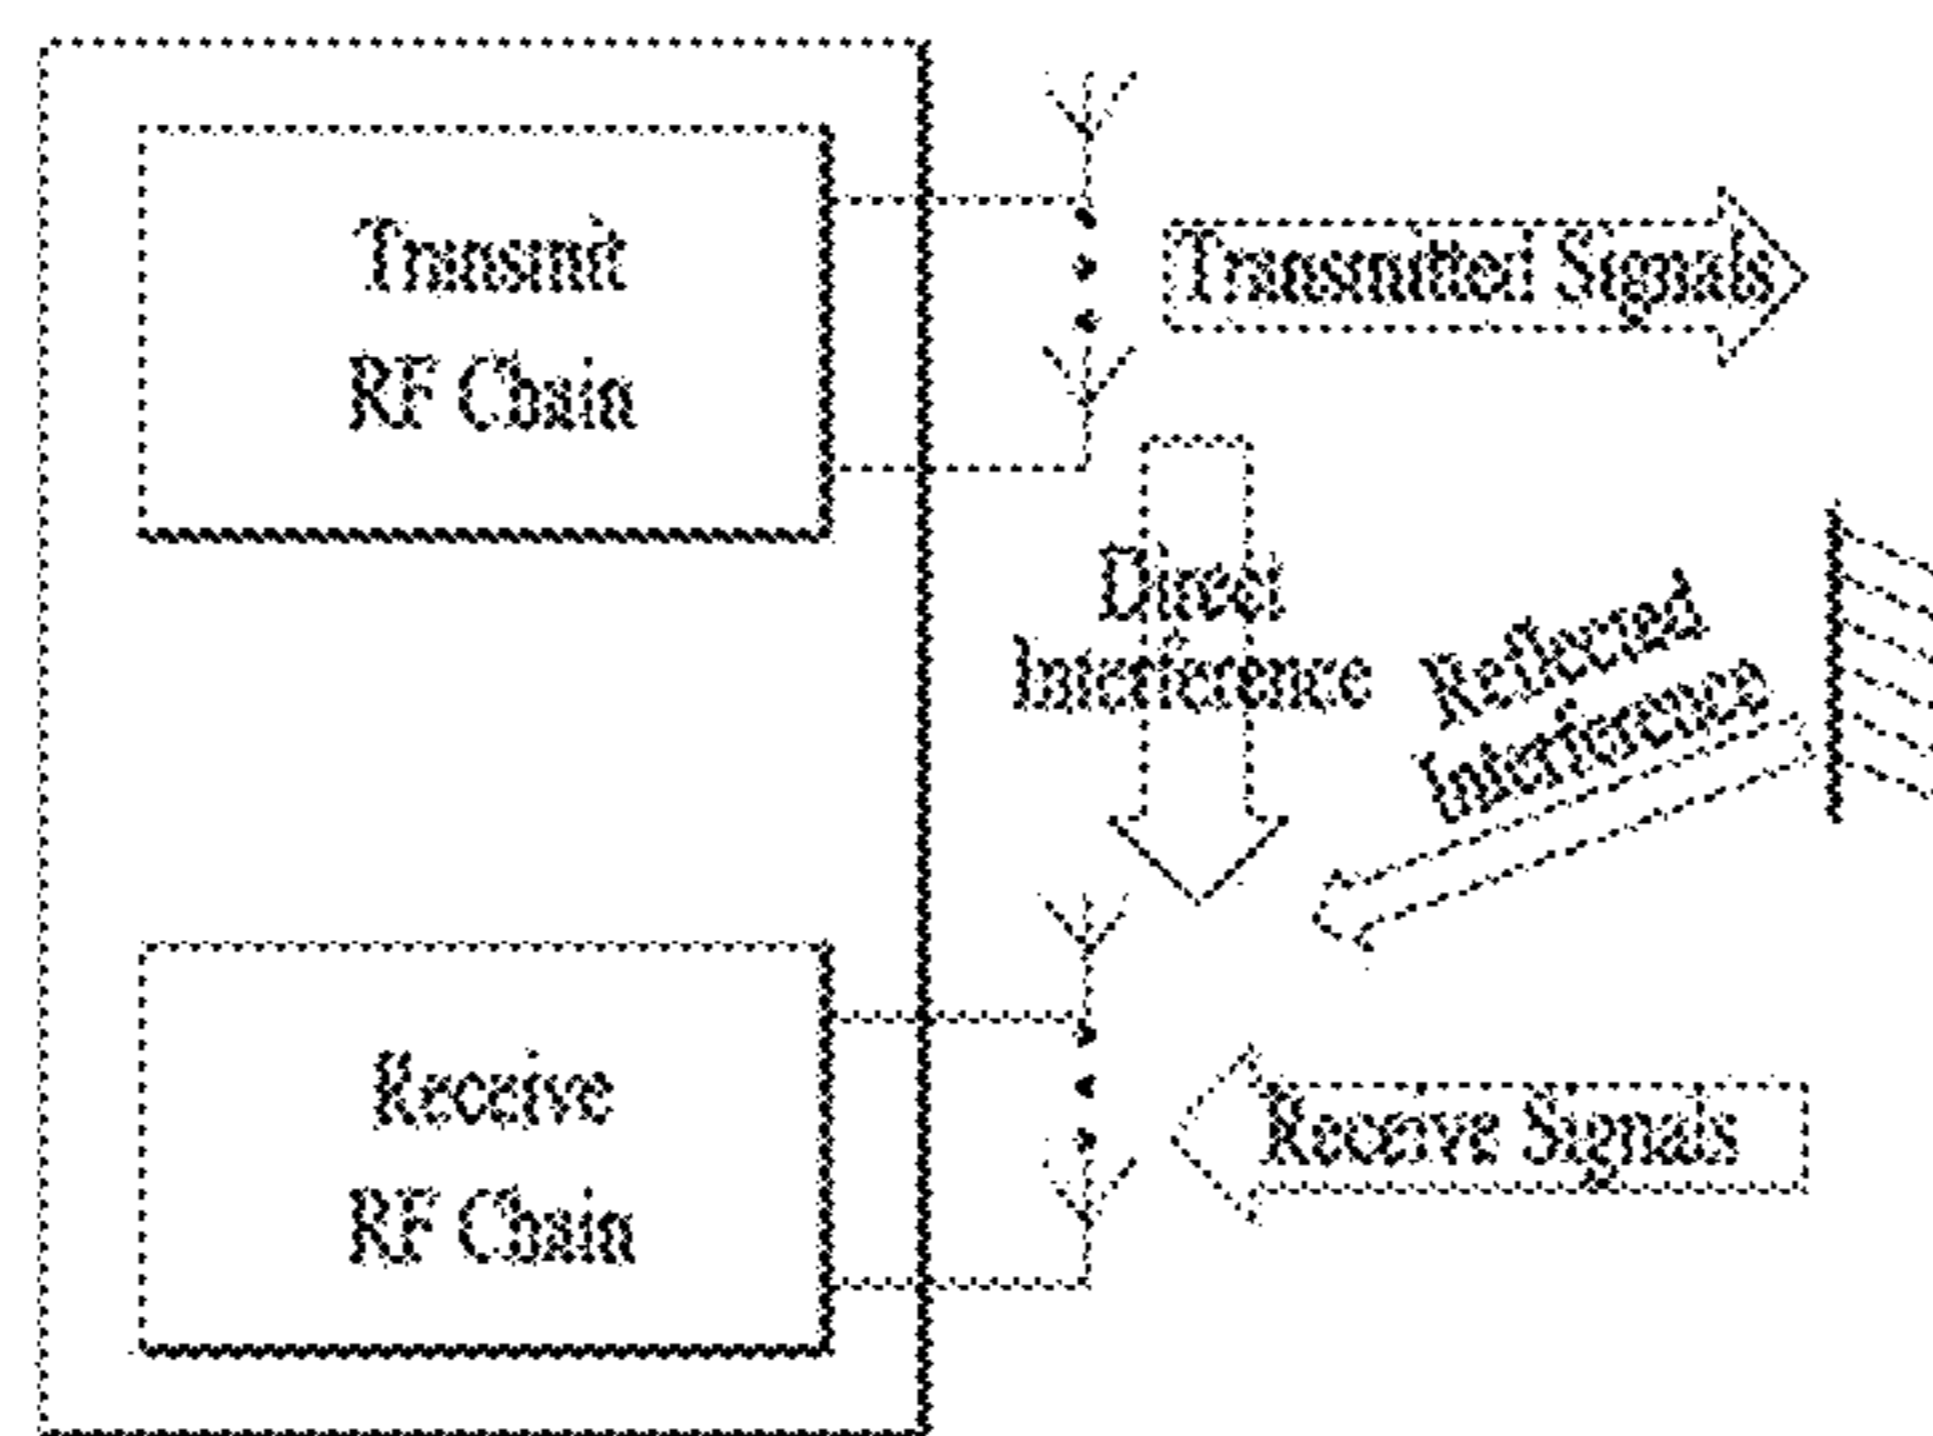 Transmit
RF Chain
Transmitted Signals
Direct
Interference
Reflected
Interference
Receive
RF Chain
Receive Signals